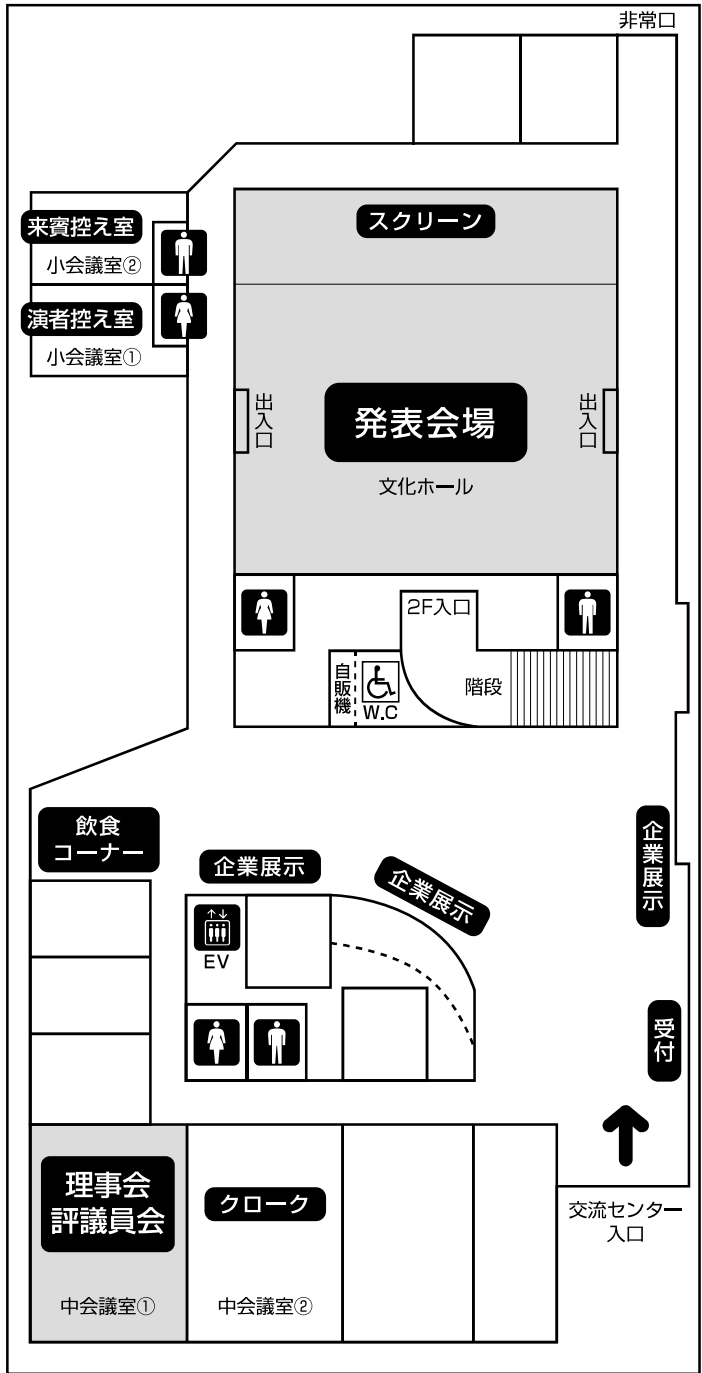 非常口
スクリーン
来賓控え室
小会議室②
演者控え室
小会議室①
出入口
発表会場
出入口
文化ホール
2F入口
自販機
W.C
階段
飲食
コーナー
企業展示
企業展示
企業展示
EV
受付
理事会
評議員会
クローク
交流センター
入口
中会議室①
中会議室②